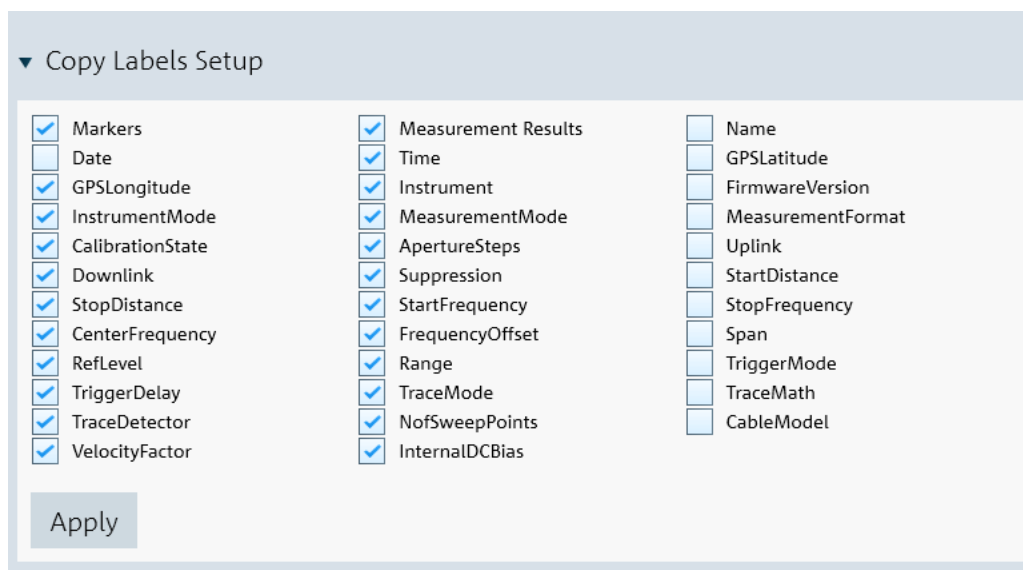 Copy Labels Setup
Markers Measurement Results Name
Date Time GPSLatitude
GPSLongitude Instrument FirmwareVersion
InstrumentMode MeasurementMode MeasurementFormat
CalibrationState ApertureSteps Uplink
Downlink Suppression StartDistance
StopDistance StartFrequency StopFrequency
CenterFrequency FrequencyOffset Span
RefLevel Range TriggerMode
TriggerDelay TraceMode TraceMath
TraceDetector NofSweepPoints CableModel
VelocityFactor InternalDCBias
Apply